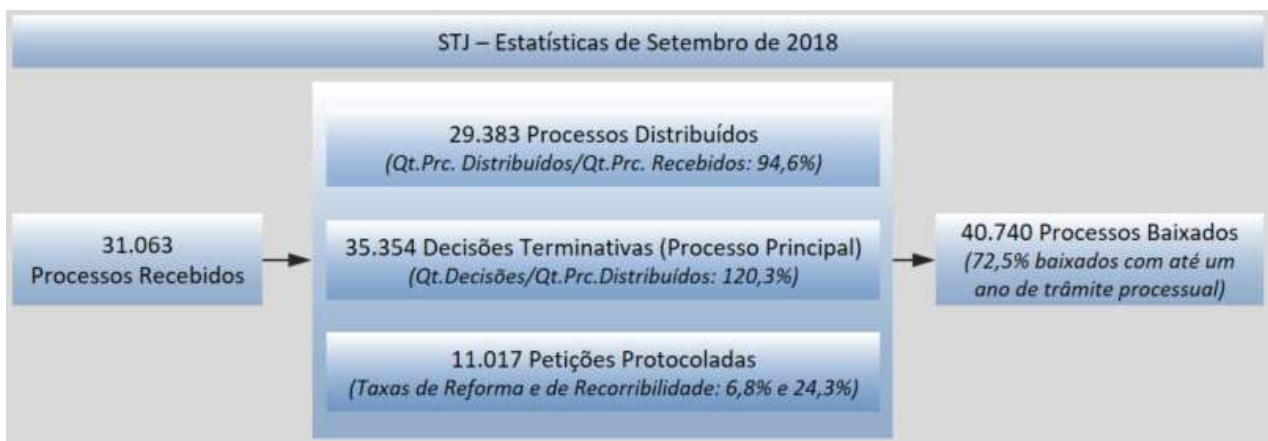 STJ – Estatísticas de Setembro de 2018
29.383 Processos Distribuídos
(Qt.Prc. Distribuídos/Qt.Prc. Recebidos: 94,6%)
31.063
Processos Recebidos
35.354 Decisões Terminativas (Processo Principal)
(Qt.Decisões/Qt.Prc.Distribuídos: 120,3%)
40.740 Processos Baixados
(72,5% baixados com até um
ano de trâmite processual)
11.017 Petições Protocoladas
(Taxas de Reforma e de Recorribilidade: 6,8% e 24,3%)